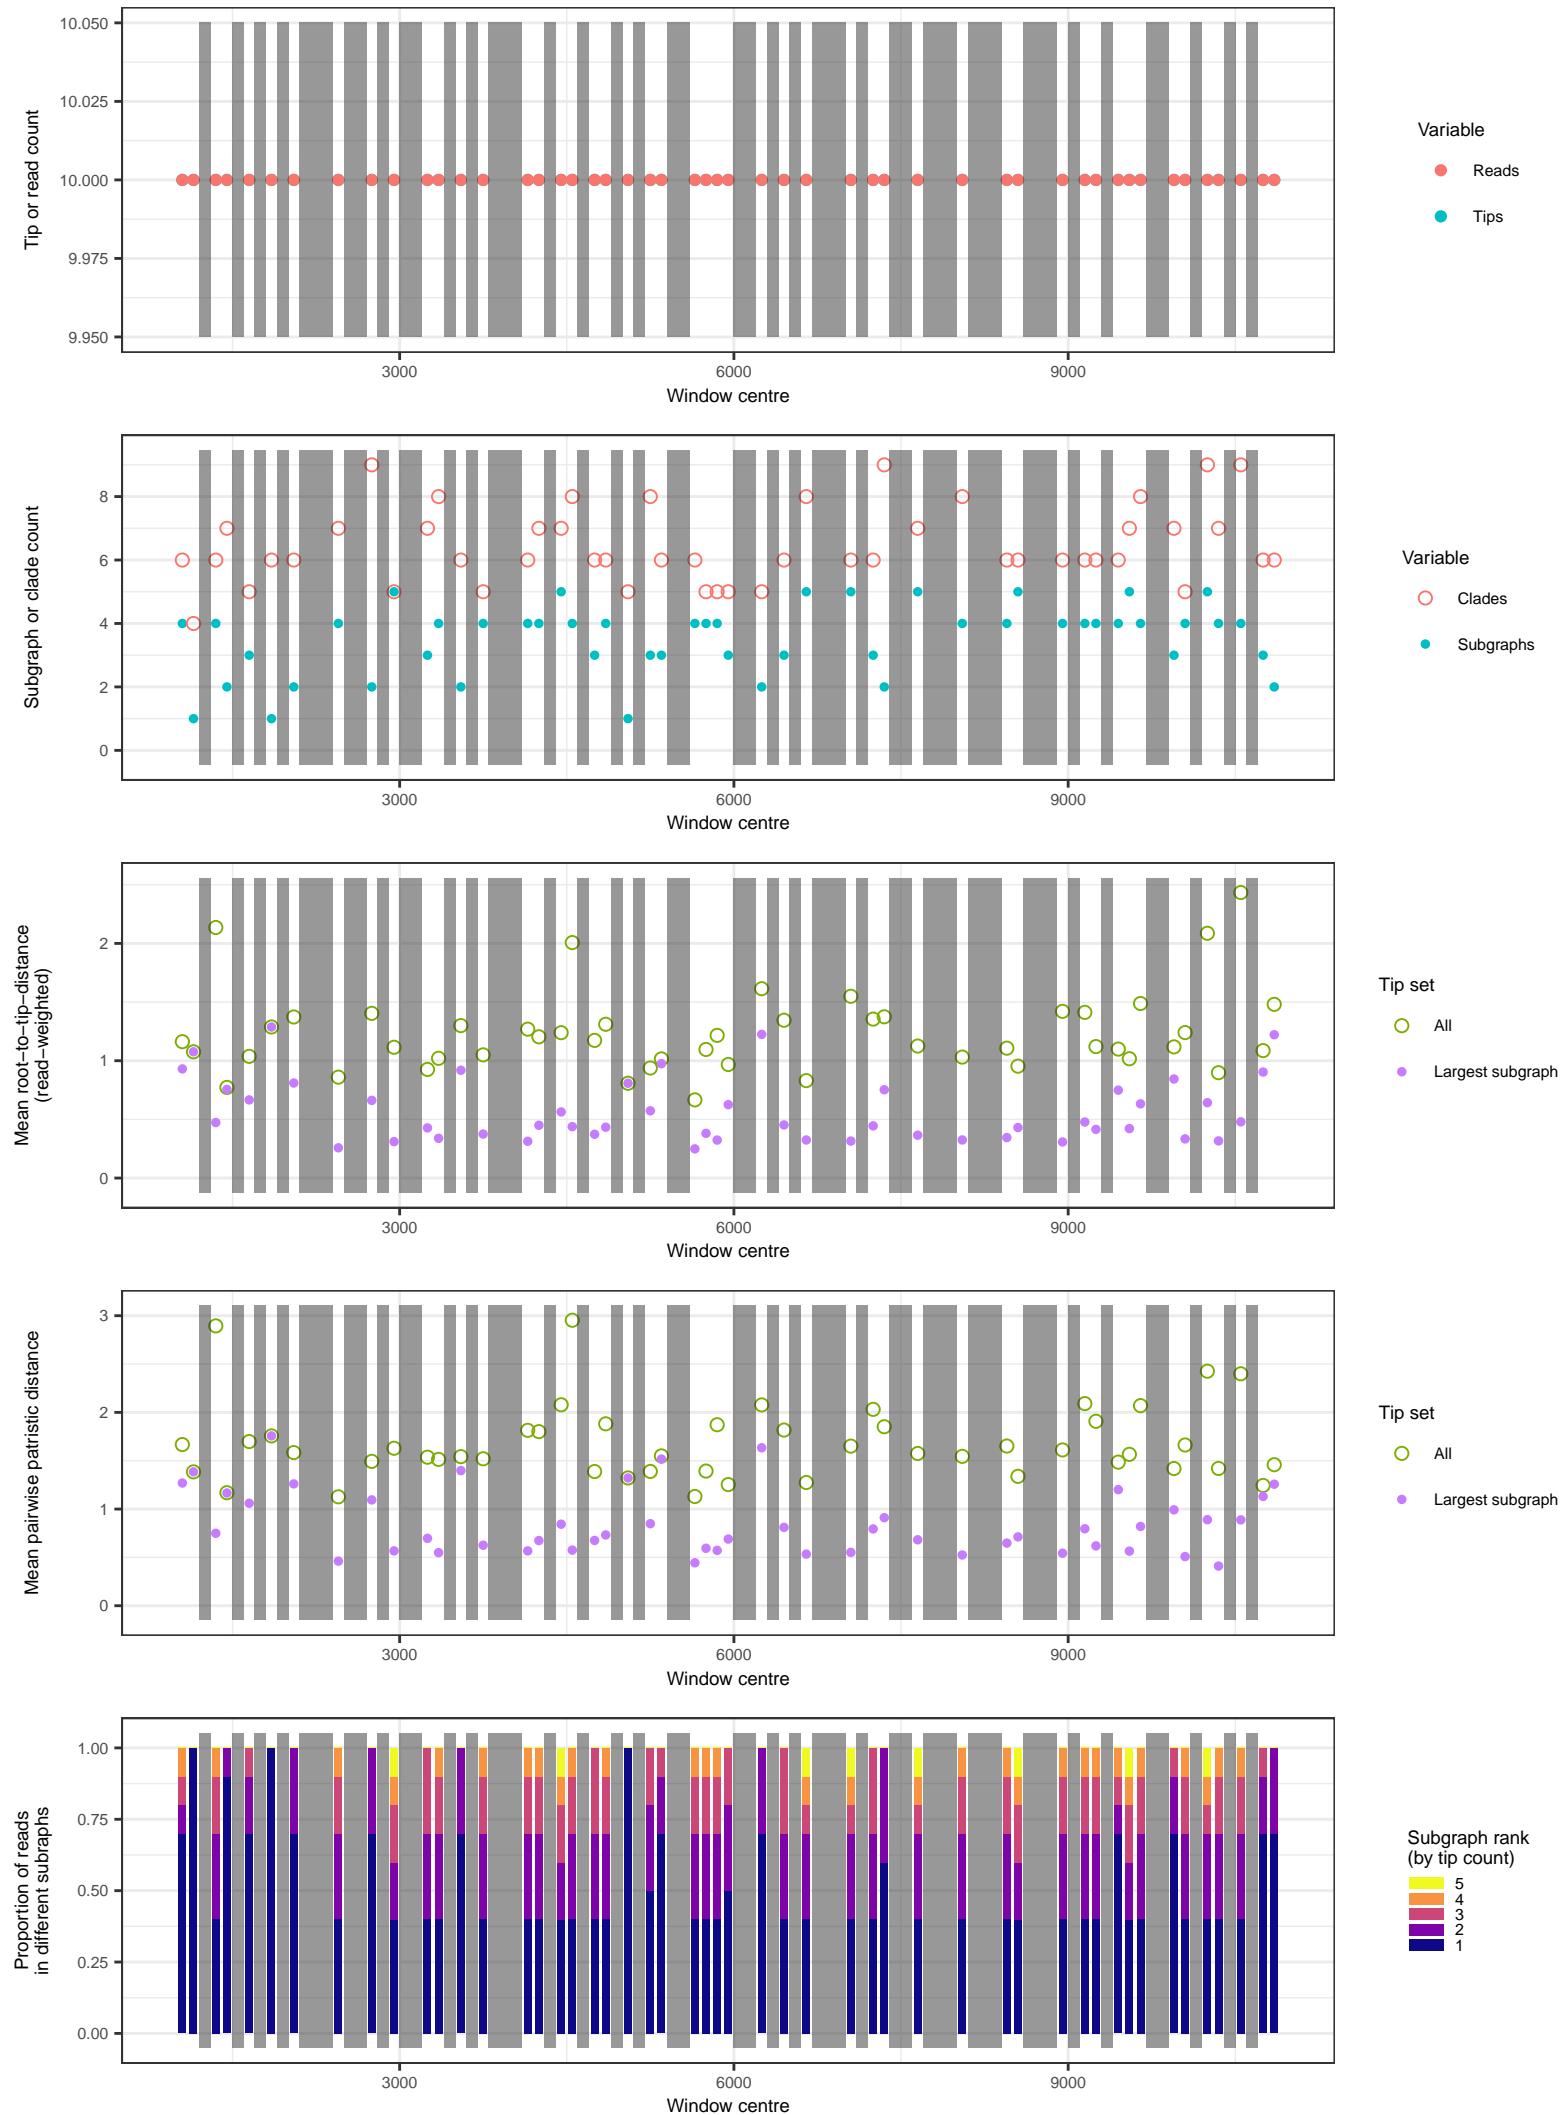 10.050
10.025
10.000
9.975
9.950
Tip or read count
3000
6000
9000
Window centre
Variable
Reads
Tips
8
6
4
2
0
Subgraph or clade count
3000
6000
9000
Window centre
Variable
Clades
Subgraphs
2
1
0
Mean root−to−tip−distance
(read−weighted)
3000
6000
9000
Window centre
Tip set
All
Largest subgraph
3
2
1
0
Mean pairwise patristic distance
3000
6000
9000
Window centre
Tip set
All
Largest subgraph
1.00
0.75
0.50
0.25
0.00
Proportion of reads
in different subraphs
3000
6000
9000
Window centre
Subgraph rank
(by tip count)
5
4
3
2
1